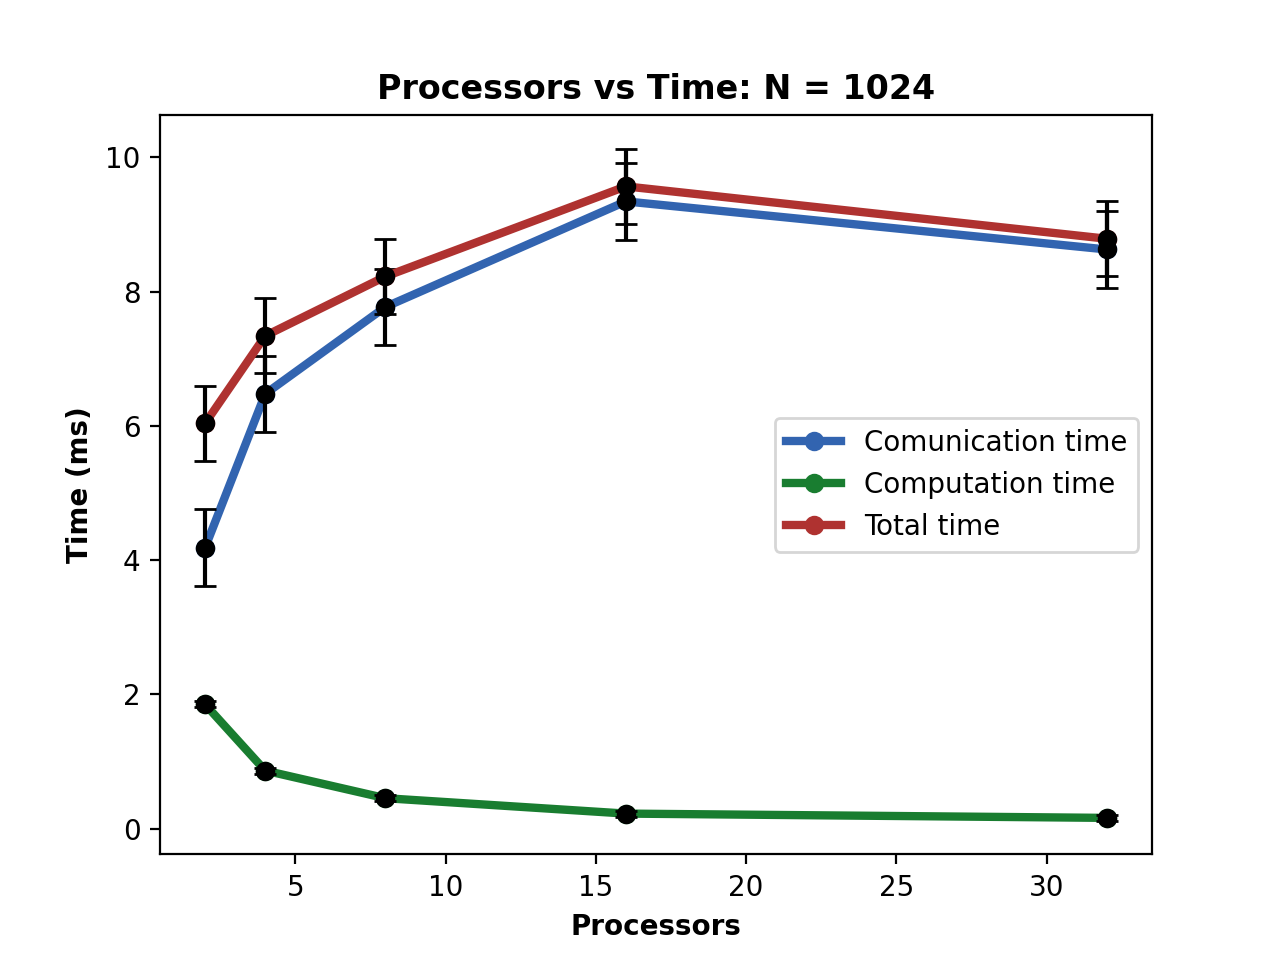 Processors vs Time: N = 1024
10
8
6
4
2
0
Time (ms)
Comunication time
Computation time
Total time
5 10 15 20 25 30
Processors